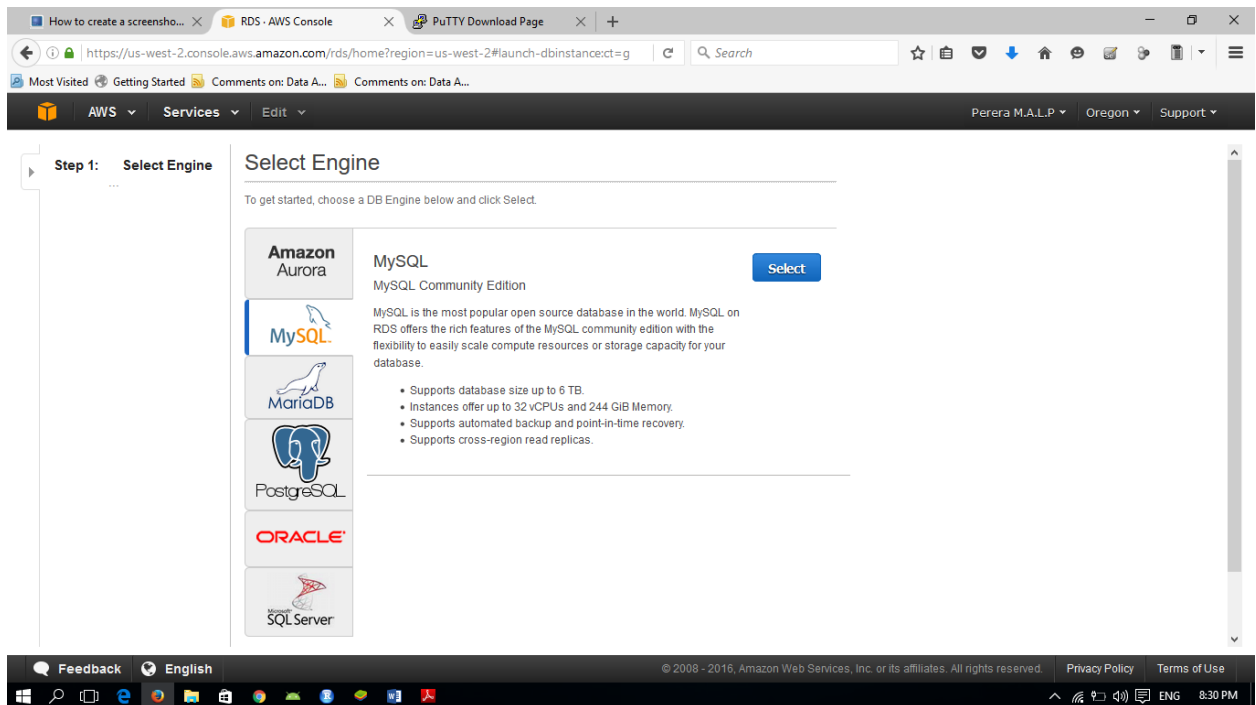 How to create a screensho...
RDS · AWS Console
PuTTY Download Page
https://us-west-2.console.aws.amazon.com/rds/home?region=us-west-2#launch-dbinstance:ct=g
Search
Most Visited
Getting Started
Comments on: Data A...
Comments on: Data A...
AWS
Services
Edit
Perera M.A.L.P
Oregon
Support
Step 1: Select Engine
...
Select Engine
To get started, choose a DB Engine below and click Select.
Amazon
Aurora
MySQL
MariaDB
PostgreSQL
ORACLE
Microsoft
SQL Server
MySQL
Select
MySQL Community Edition
MySQL is the most popular open source database in the world. MySQL on
RDS offers the rich features of the MySQL community edition with the
flexibility to easily scale compute resources or storage capacity for your
database.
• Supports database size up to 6 TB.
• Instances offer up to 32 vCPUs and 244 GiB Memory.
• Supports automated backup and point-in-time recovery.
• Supports cross-region read replicas.
Feedback
English
© 2008 - 2016, Amazon Web Services, Inc. or its affiliates. All rights reserved.
Privacy Policy
Terms of Use
ENG
8:30 PM